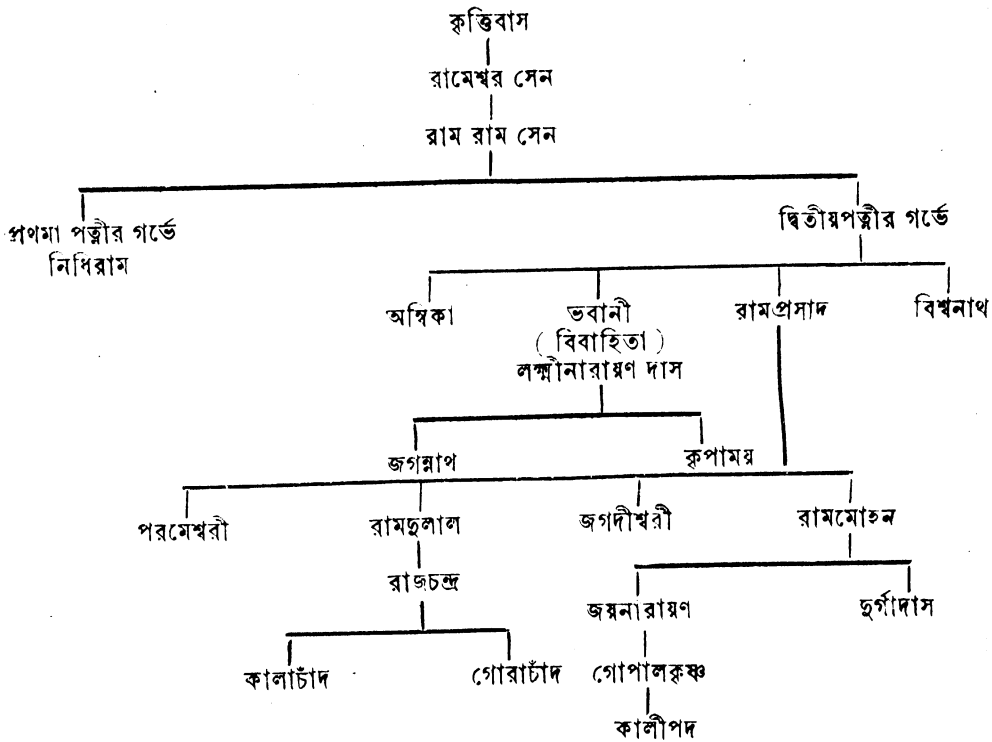 কৃত্তিবাস
রামেশ্বর সেন
রাম রাম সেন
প্রথমা পত্নীর গর্ভে
নিধিরাম
দ্বিতীয়পত্নীর গর্ভে
অম্বিকা
ভবানী
( বিবাহিতা )
লক্ষ্মীনারায়ণ দাস
রামপ্রসাদ
বিশ্বনাথ
জগন্নাথ
কৃপাময়
পরমেশ্বরী
রামদুলাল
জগদীশ্বরী
রামমোহন
রাজচন্দ্র
জয়নারায়ণ
দুর্গাদাস
কালাচাঁদ
গোরাচাঁদ
গোপালকৃষ্ণ
কালীপদ